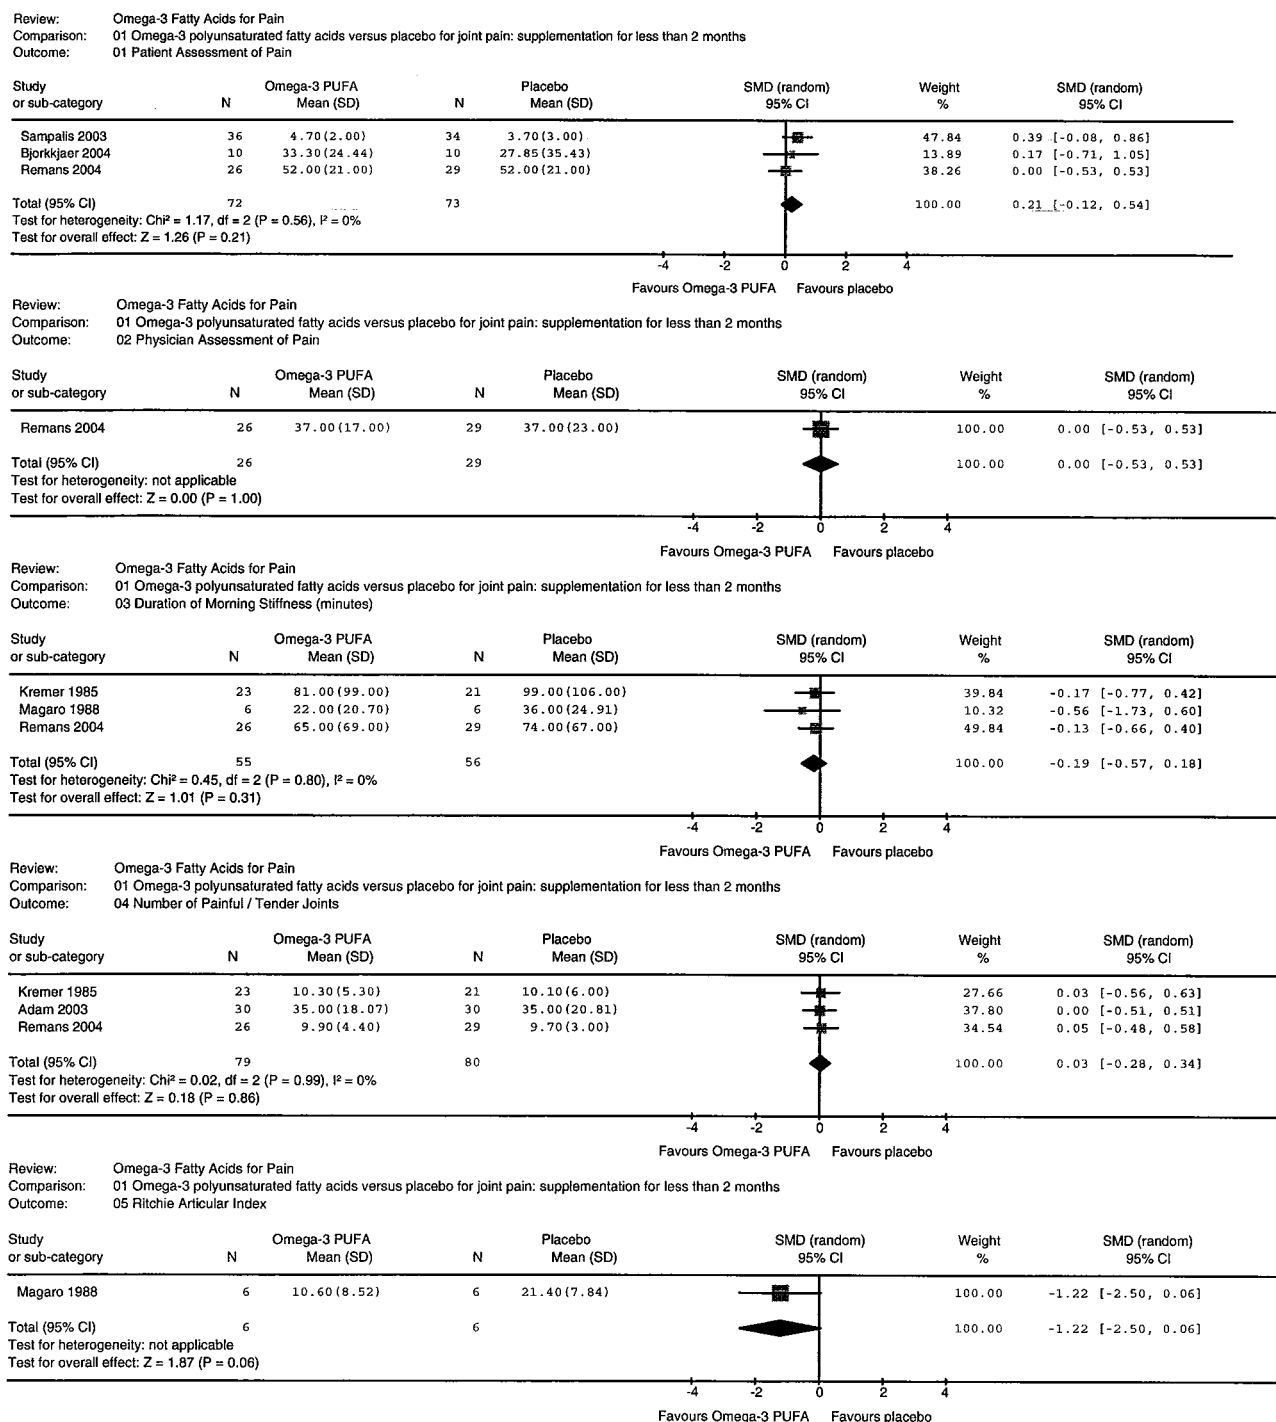 Review: Omega-3 Fatty Acids for Pain
Comparison: 01 Omega-3 polyunsaturated fatty acids versus placebo for joint pain: supplementation for less than 2 months
Outcome: 01 Patient Assessment of Pain
Study Omega-3 PUFA Placebo SMD (random) Weight SMD (random)
or sub-category N Mean (SD) N Mean (SD) 95% CI % 95% CI
Sampalis 2003 36 4.70(2.00) 34 3.70(3.00) 47.84 0.39 [-0.08, 0.86]
Bjorkkjaer 2004 10 33.30(24.44) 10 27.85(35.43) 13.89 0.17 [-0.71, 1.05]
Remans 2004 26 52.00(21.00) 29 52.00(21.00) 38.26 0.00 [-0.53, 0.53]
Total (95% CI) 72 73 100.00 0.21 [-0.12, 0.54]
Test for heterogeneity: Chi² = 1.17, df = 2 (P = 0.56), I² = 0%
Test for overall effect: Z = 1.26 (P = 0.21)
-4 -2 0 2 4
Favours Omega-3 PUFA Favours placebo
Review: Omega-3 Fatty Acids for Pain
Comparison: 01 Omega-3 polyunsaturated fatty acids versus placebo for joint pain: supplementation for less than 2 months
Outcome: 02 Physician Assessment of Pain
Study Omega-3 PUFA Placebo SMD (random) Weight SMD (random)
or sub-category N Mean (SD) N Mean (SD) 95% CI % 95% CI
Remans 2004 26 37.00(17.00) 29 37.00(23.00) 100.00 0.00 [-0.53, 0.53]
Total (95% CI) 26 29 100.00 0.00 [-0.53, 0.53]
Test for heterogeneity: not applicable
Test for overall effect: Z = 0.00 (P = 1.00)
-4 -2 0 2 4
Favours Omega-3 PUFA Favours placebo
Review: Omega-3 Fatty Acids for Pain
Comparison: 01 Omega-3 polyunsaturated fatty acids versus placebo for joint pain: supplementation for less than 2 months
Outcome: 03 Duration of Morning Stiffness (minutes)
Study Omega-3 PUFA Placebo SMD (random) Weight SMD (random)
or sub-category N Mean (SD) N Mean (SD) 95% CI % 95% CI
Kremer 1985 23 81.00(99.00) 21 99.00(106.00) 39.84 -0.17 [-0.77, 0.42]
Magaro 1988 6 22.00(20.70) 6 36.00(24.91) 10.32 -0.56 [-1.73, 0.60]
Remans 2004 26 65.00(69.00) 29 74.00(67.00) 49.84 -0.13 [-0.66, 0.40]
Total (95% CI) 55 56 100.00 -0.19 [-0.57, 0.18]
Test for heterogeneity: Chi² = 0.45, df = 2 (P = 0.80), I² = 0%
Test for overall effect: Z = 1.01 (P = 0.31)
-4 -2 0 2 4
Favours Omega-3 PUFA Favours placebo
Review: Omega-3 Fatty Acids for Pain
Comparison: 01 Omega-3 polyunsaturated fatty acids versus placebo for joint pain: supplementation for less than 2 months
Outcome: 04 Number of Painful / Tender Joints
Study Omega-3 PUFA Placebo SMD (random) Weight SMD (random)
or sub-category N Mean (SD) N Mean (SD) 95% CI % 95% CI
Kremer 1985 23 10.30(5.30) 21 10.10(6.00) 27.66 0.03 [-0.56, 0.63]
Adam 2003 30 35.00(18.07) 30 35.00(20.81) 37.80 0.00 [-0.51, 0.51]
Remans 2004 26 9.90(4.40) 29 9.70(3.00) 34.54 0.05 [-0.48, 0.58]
Total (95% CI) 79 80 100.00 0.03 [-0.28, 0.34]
Test for heterogeneity: Chi² = 0.02, df = 2 (P = 0.99), I² = 0%
Test for overall effect: Z = 0.18 (P = 0.86)
-4 -2 0 2 4
Favours Omega-3 PUFA Favours placebo
Review: Omega-3 Fatty Acids for Pain
Comparison: 01 Omega-3 polyunsaturated fatty acids versus placebo for joint pain: supplementation for less than 2 months
Outcome: 05 Ritchie Articular Index
Study Omega-3 PUFA Placebo SMD (random) Weight SMD (random)
or sub-category N Mean (SD) N Mean (SD) 95% CI % 95% CI
Magaro 1988 6 10.60(8.52) 6 21.40(7.84) 100.00 -1.22 [-2.50, 0.06]
Total (95% CI) 6 6 100.00 -1.22 [-2.50, 0.06]
Test for heterogeneity: not applicable
Test for overall effect: Z = 1.87 (P = 0.06)
-4 -2 0 2 4
Favours Omega-3 PUFA Favours placebo